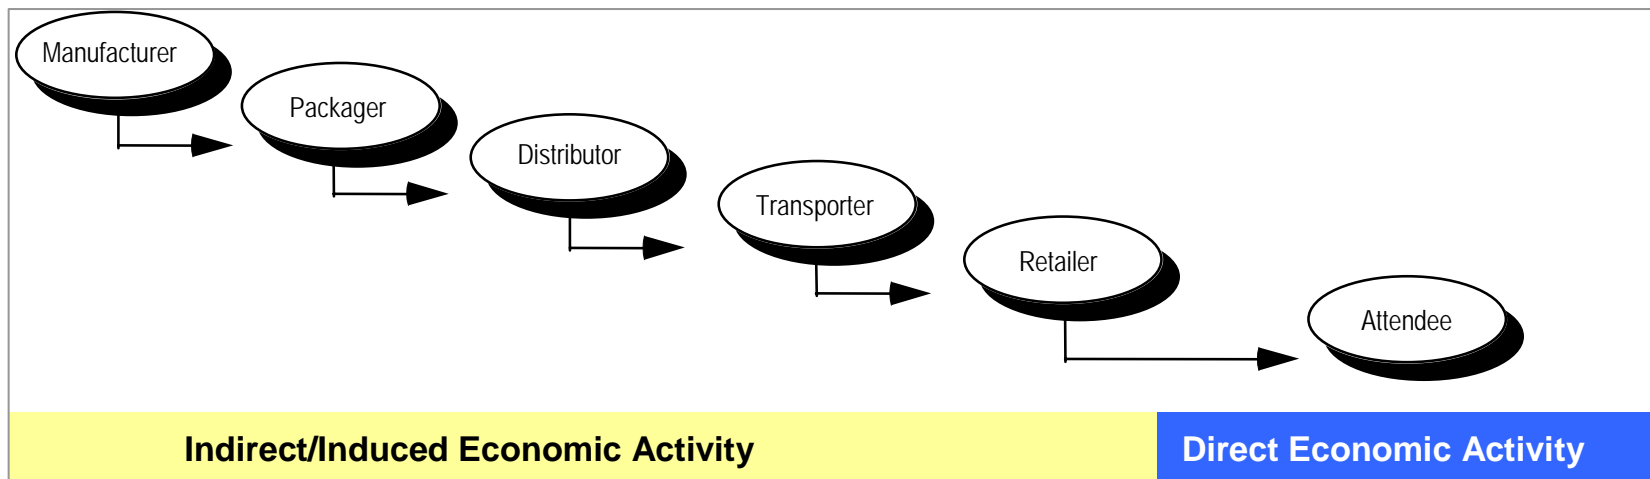 Manufacturer
Packager
Distributor
Transporter
Retailer
Attendee
Indirect/Induced Economic Activity
Direct Economic Activity